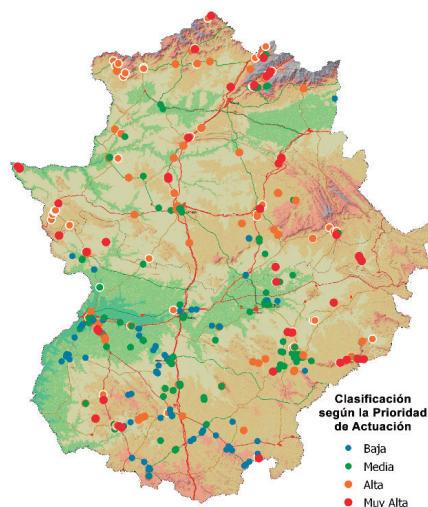 Clasificación
según la Prioridad
de Actuación
Baja
Media
Alta
Muy Alta